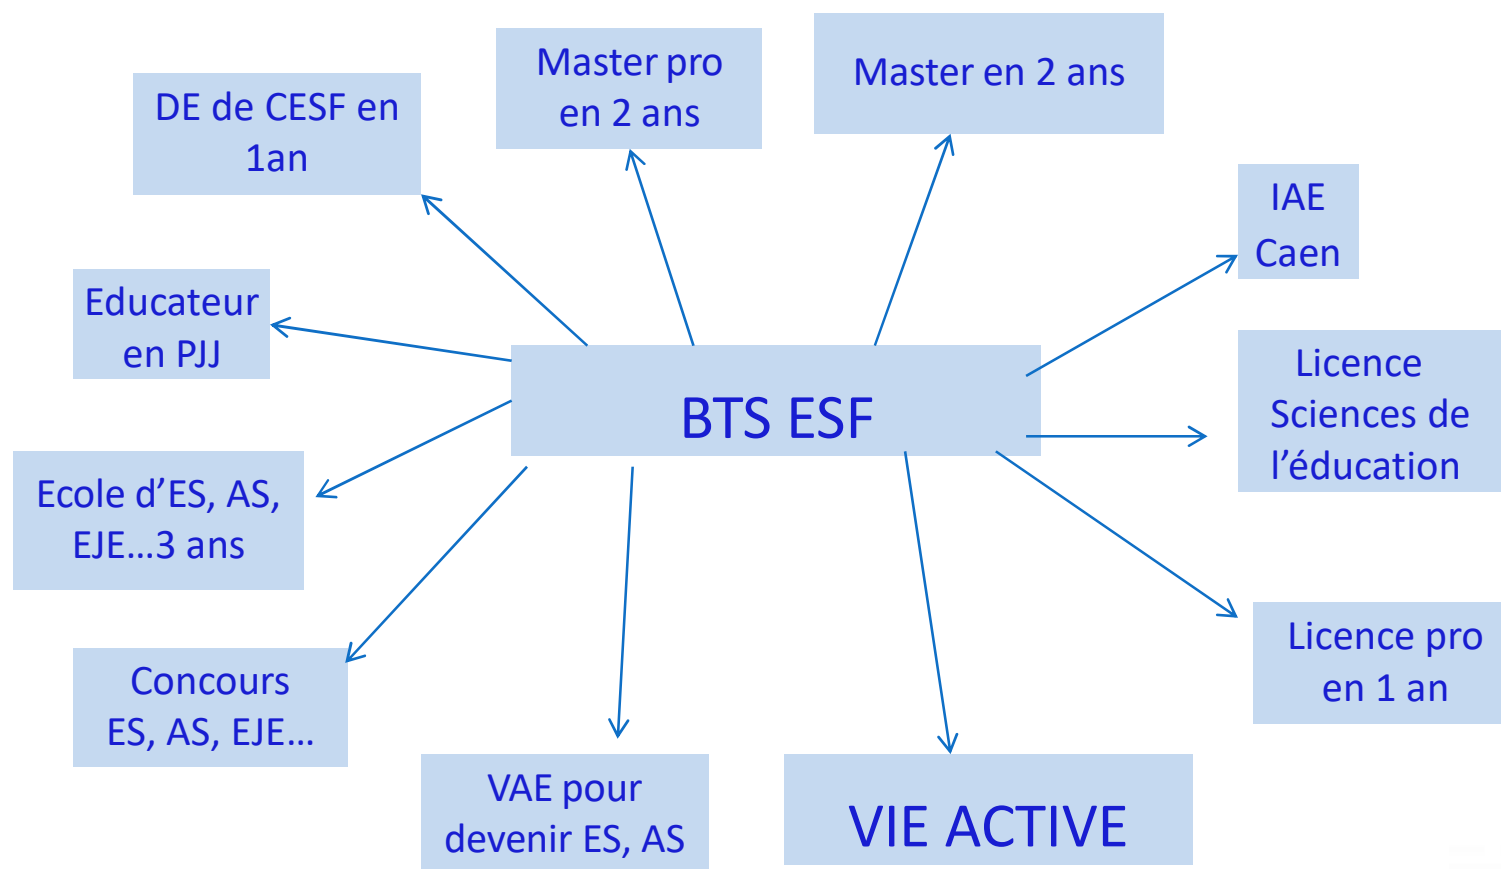 Master pro
en 2 ans
Master en 2 ans
DE de CESF en
1an
IAE
Caen
Educateur
en PJJ
BTS ESF
Licence
Sciences de
l’éducation
Ecole d’ES, AS,
EJE...3 ans
Licence pro
en 1 an
Concours
ES, AS, EJE...
VAE pour
devenir ES, AS
VIE ACTIVE